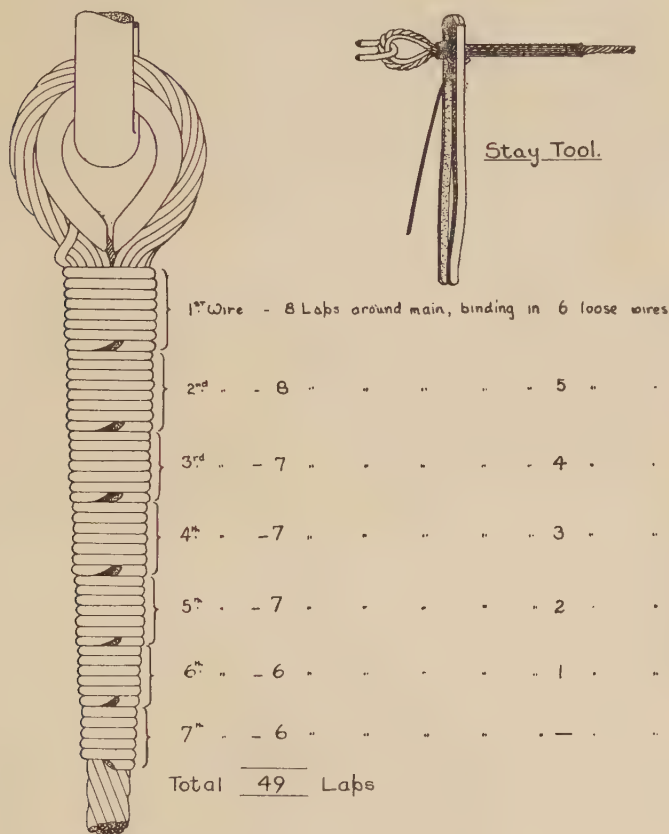 Stay Tool.
1ST Wire - 8 Laps around main, binding in 6 loose wires
2nd " - 8 " " " " " 5 " "
3rd " - 7 " " " " " 4 " "
4th " - 7 " " " " " 3 " "
5th " - 7 " " " " " 2 " "
6th " - 6 " " " " " 1 " "
7th " - 6 " " " " " — " "
Total 49 Laps